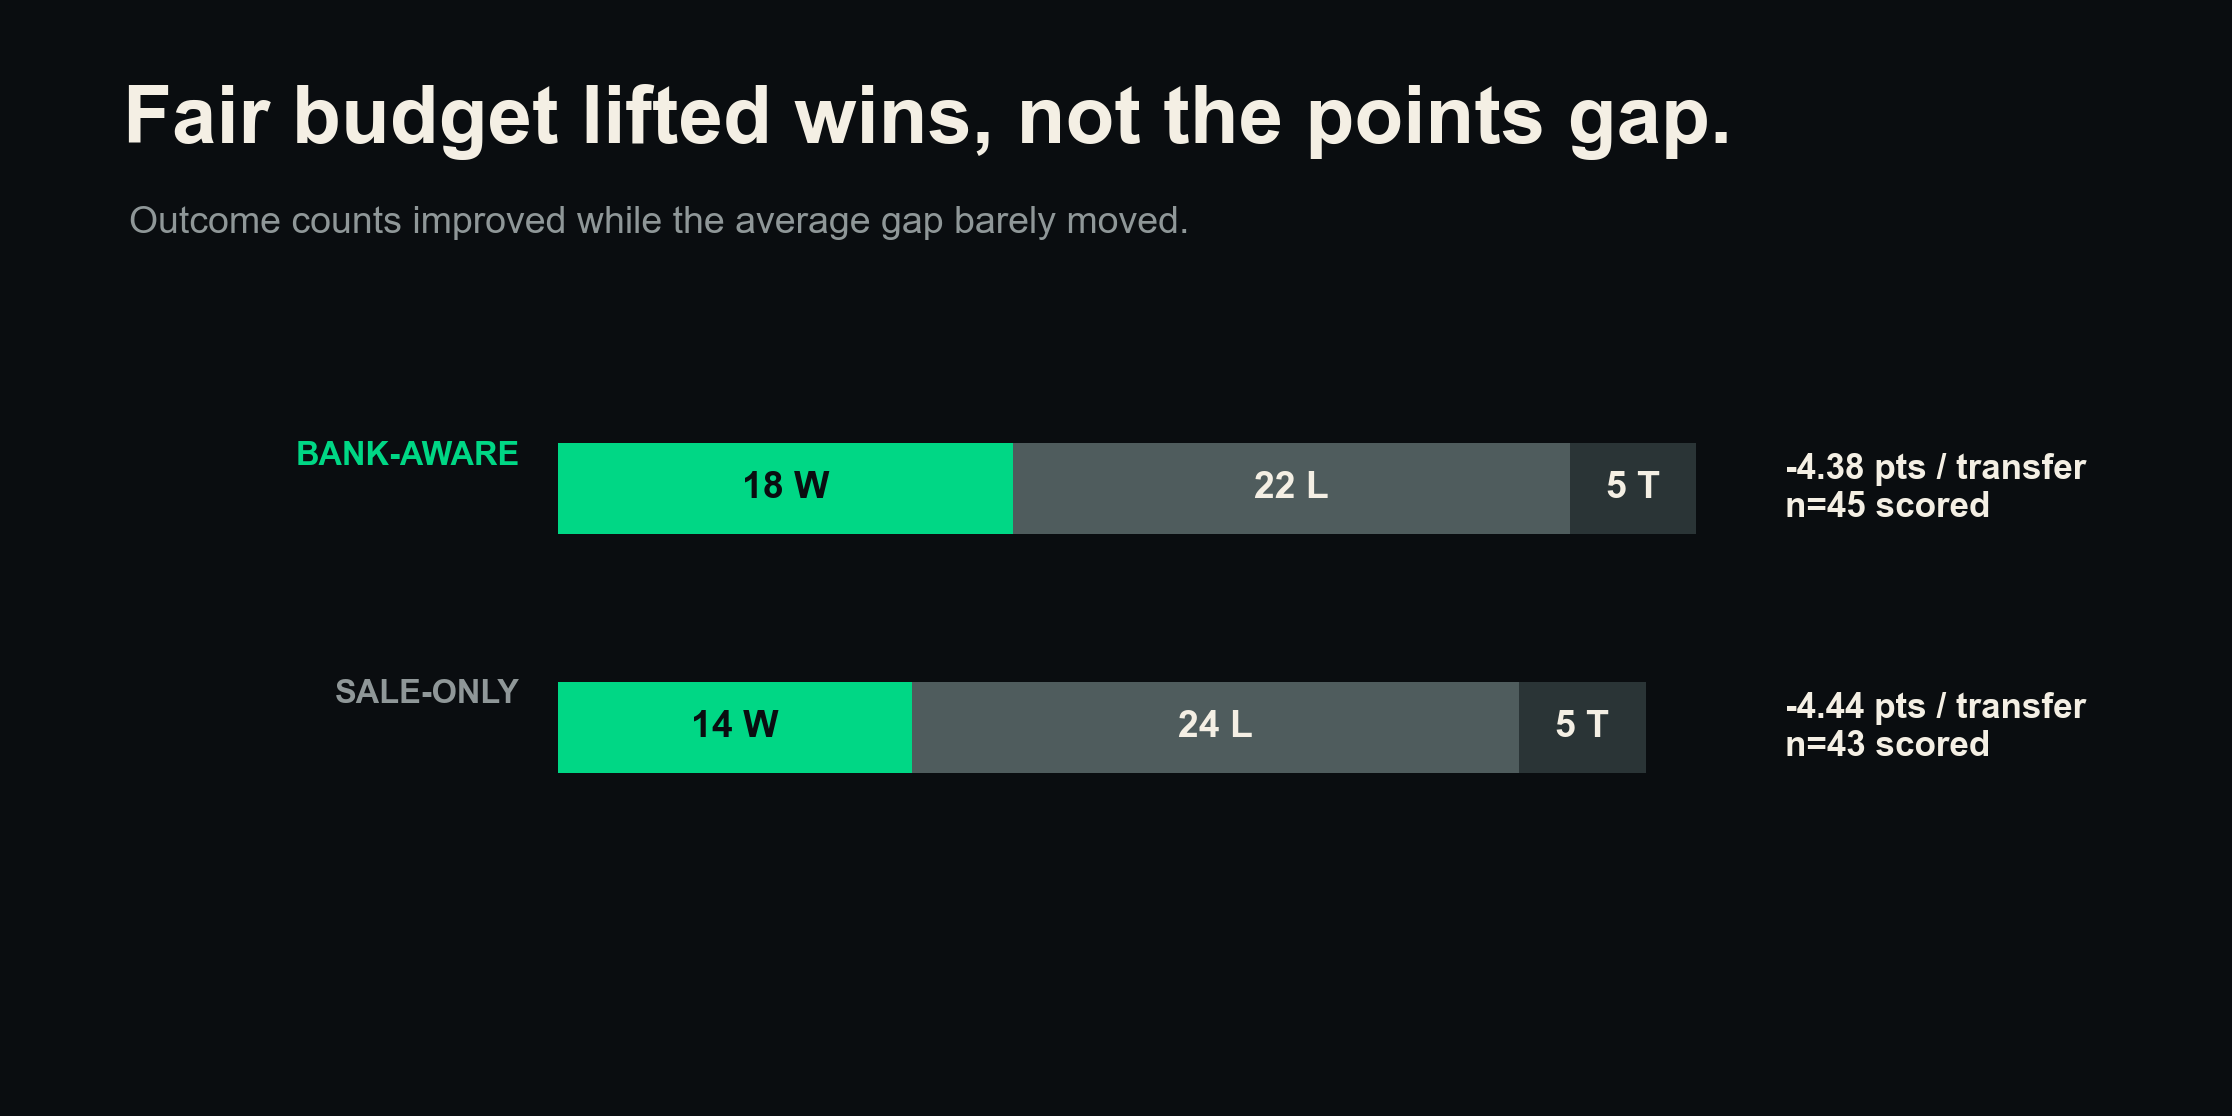 Fair budget lifted wins, not the points gap.
Outcome counts improved while the average gap barely moved.
BANK-AWARE
18 W
22 L
5 T
-4.38 pts / transfer
n=45 scored
SALE-ONLY
14 W
24 L
5 T
-4.44 pts / transfer
n=43 scored